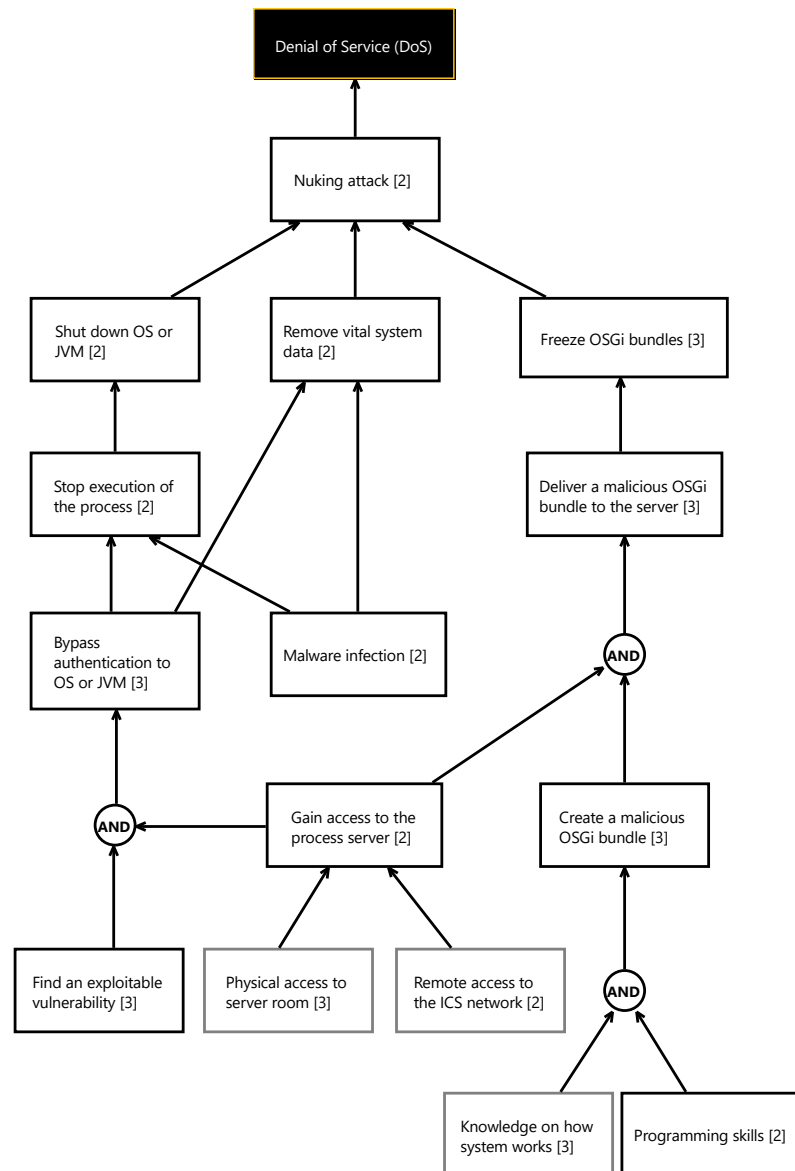 Denial of Service (DoS)
Nuking attack [2]
Shut down OS or
JVM [2]
Remove vital system
data [2]
Freeze OSGi bundles [3]
Stop execution of
the process [2]
Deliver a malicious OSGi
bundle to the server [3]
Bypass
authentication to
OS or JVM [3]
Malware infection [2]
AND
AND
Gain access to the
process server [2]
Create a malicious
OSGi bundle [3]
Find an exploitable
vulnerability [3]
Physical access to
server room [3]
Remote access to
the ICS network [2]
AND
Knowledge on how
system works [3]
Programming skills [2]